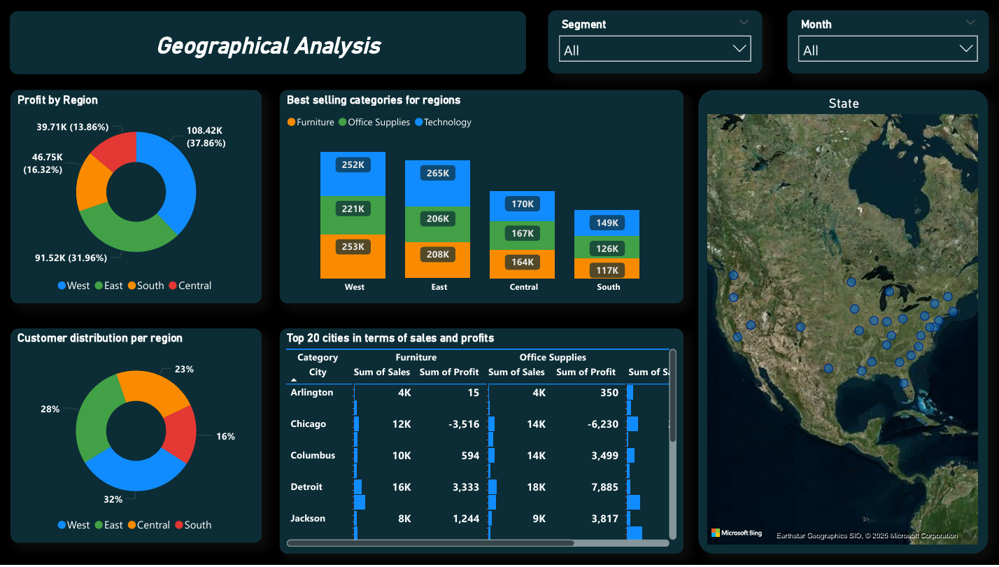 Geographical Analysis
Segment
All
Month
All
Profit by Region
39.71K (13.86%)
108.42K
(37.86%)
46.75K
(16.32%)
91.52K (31.96%)
West East South Central
Best selling categories for regions
Furniture Office Supplies Technology
252K
265K
170K
149K
221K
206K
167K
126K
253K
208K
164K
117K
West East Central South
State
Microsoft Bing
Earthstar Geographics SIO, © 2025 Microsoft Corporation
Customer distribution per region
23%
28%
16%
32%
West East Central South
Top 20 cities in terms of sales and profits
Category Furniture Office Supplies
City Sum of Sales Sum of Profit Sum of Sales Sum of Profit Sum of Sa
Arlington 4K 15 4K 350
Chicago 12K -3,516 14K -6,230
Columbus 10K 594 14K 3,499
Detroit 16K 3,333 18K 7,885
Jackson 8K 1,244 9K 3,817